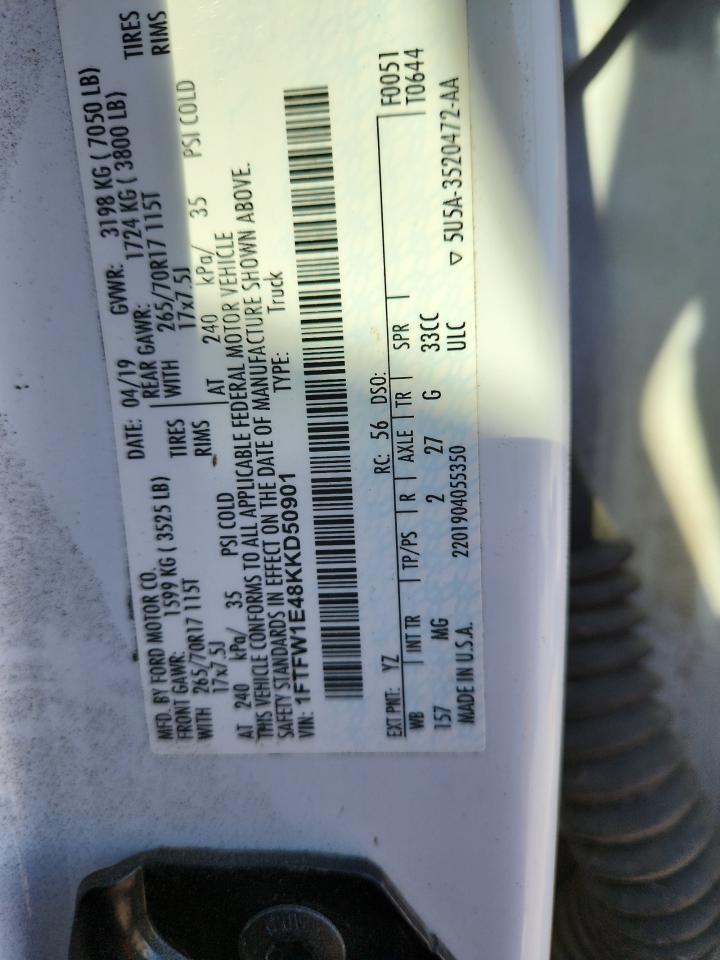 MFD. BY FORD MOTOR CO. DATE: 04/19 GVWR: 3198 KG ( 7050 LB)
FRONT GAWR: 1599 KG ( 3525 LB) REAR GAWR: 1724 KG ( 3800 LB)
WITH 265/70R17 115T TIRES WITH 265/70R17 115T TIRES
17x7.5J RIMS 17x7.5J RIMS
AT 240 kPa/ 35 PSI COLD AT 240 kPa/ 35 PSI COLD
THIS VEHICLE CONFORMS TO ALL APPLICABLE FEDERAL MOTOR VEHICLE
SAFETY STANDARDS IN EFFECT ON THE DATE OF MANUFACTURE SHOWN ABOVE.
VIN: 1FTFW1E48KKD50901 TYPE: Truck
EXT PNT: YZ RC: 56 DSO: F0051
T0644
WB INT TR TP/PS R AXLE TR SPR
157 MG 2 27 G 33CC
MADE IN U.S.A. 2201904055350 ULC ▽ 5U5A-3520472-AA